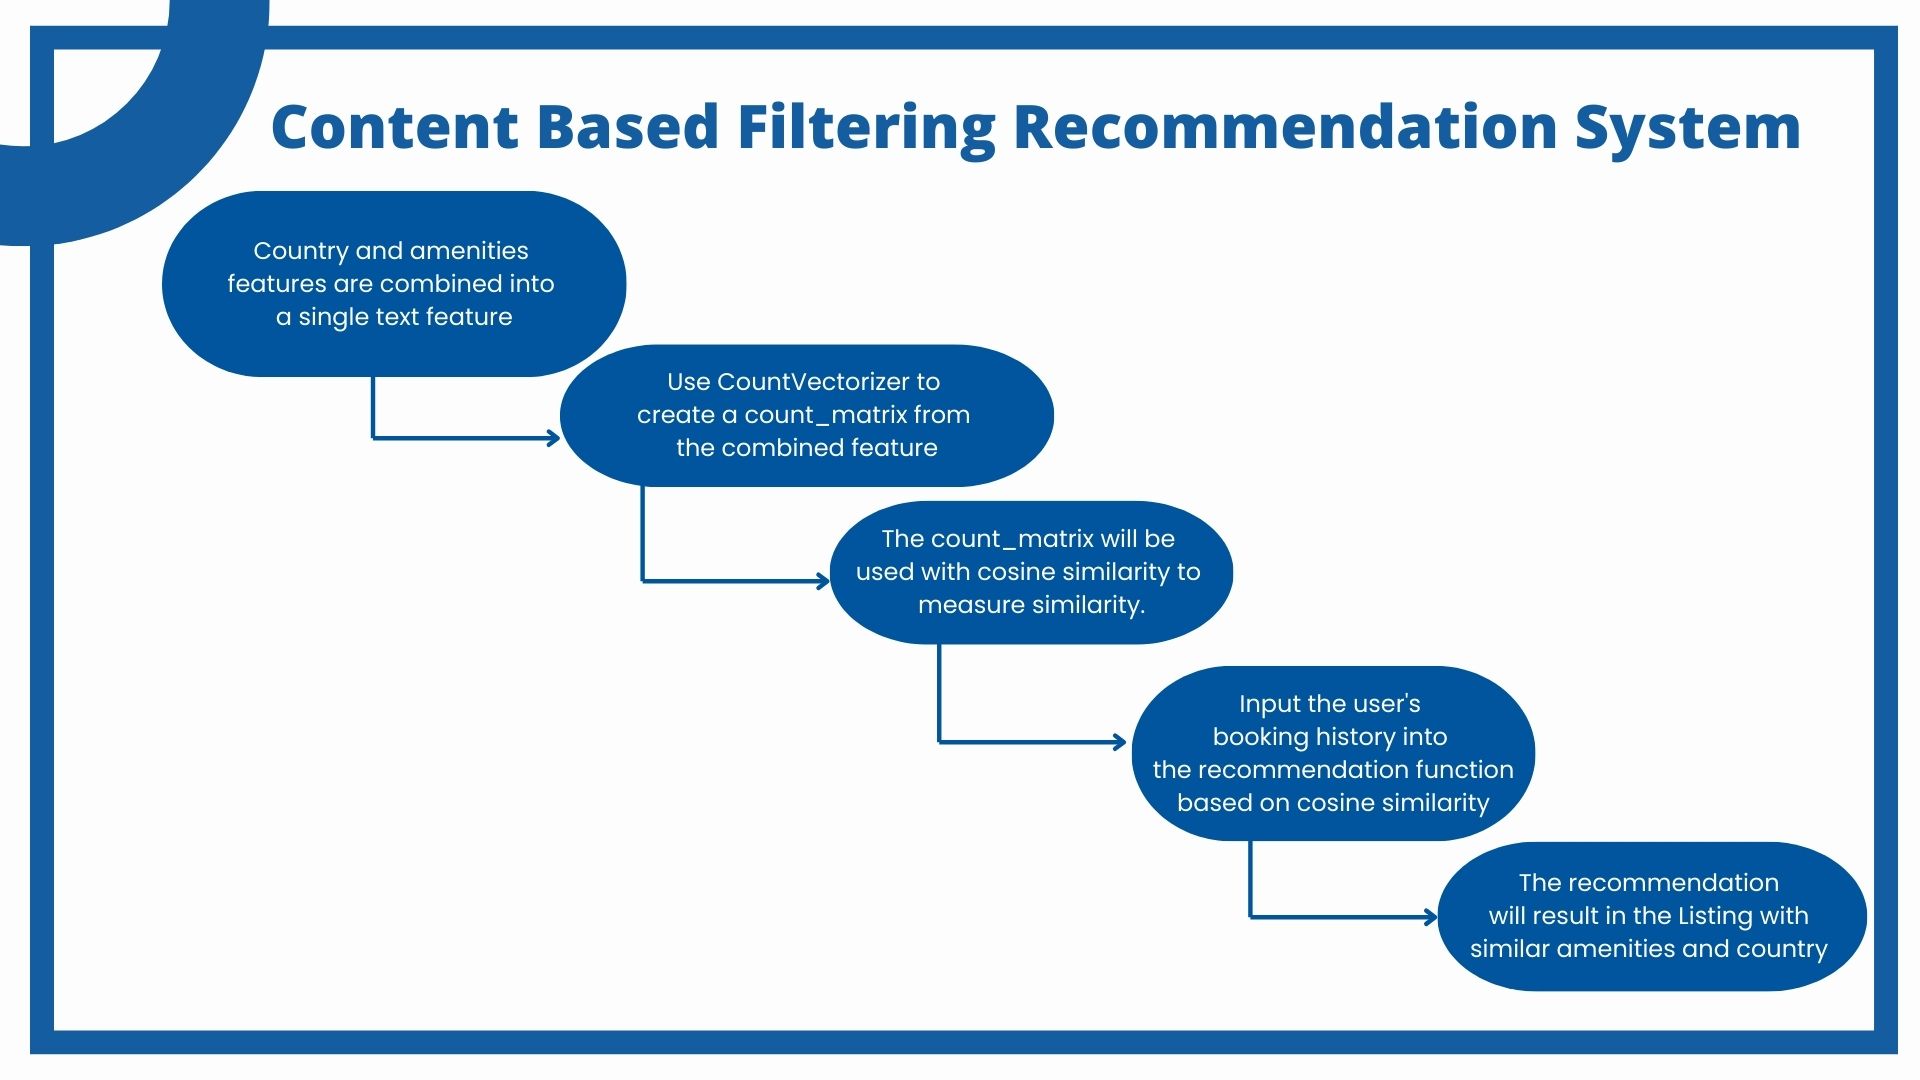 Content Based Filtering Recommendation System
Country and amenities
features are combined into
a single text feature
Use CountVectorizer to
create a count_matrix from
the combined feature
The count_matrix will be
used with cosine similarity to
measure similarity.
Input the user's
booking history into
the recommendation function
based on cosine similarity
The recommendation
will result in the Listing with
similar amenities and country